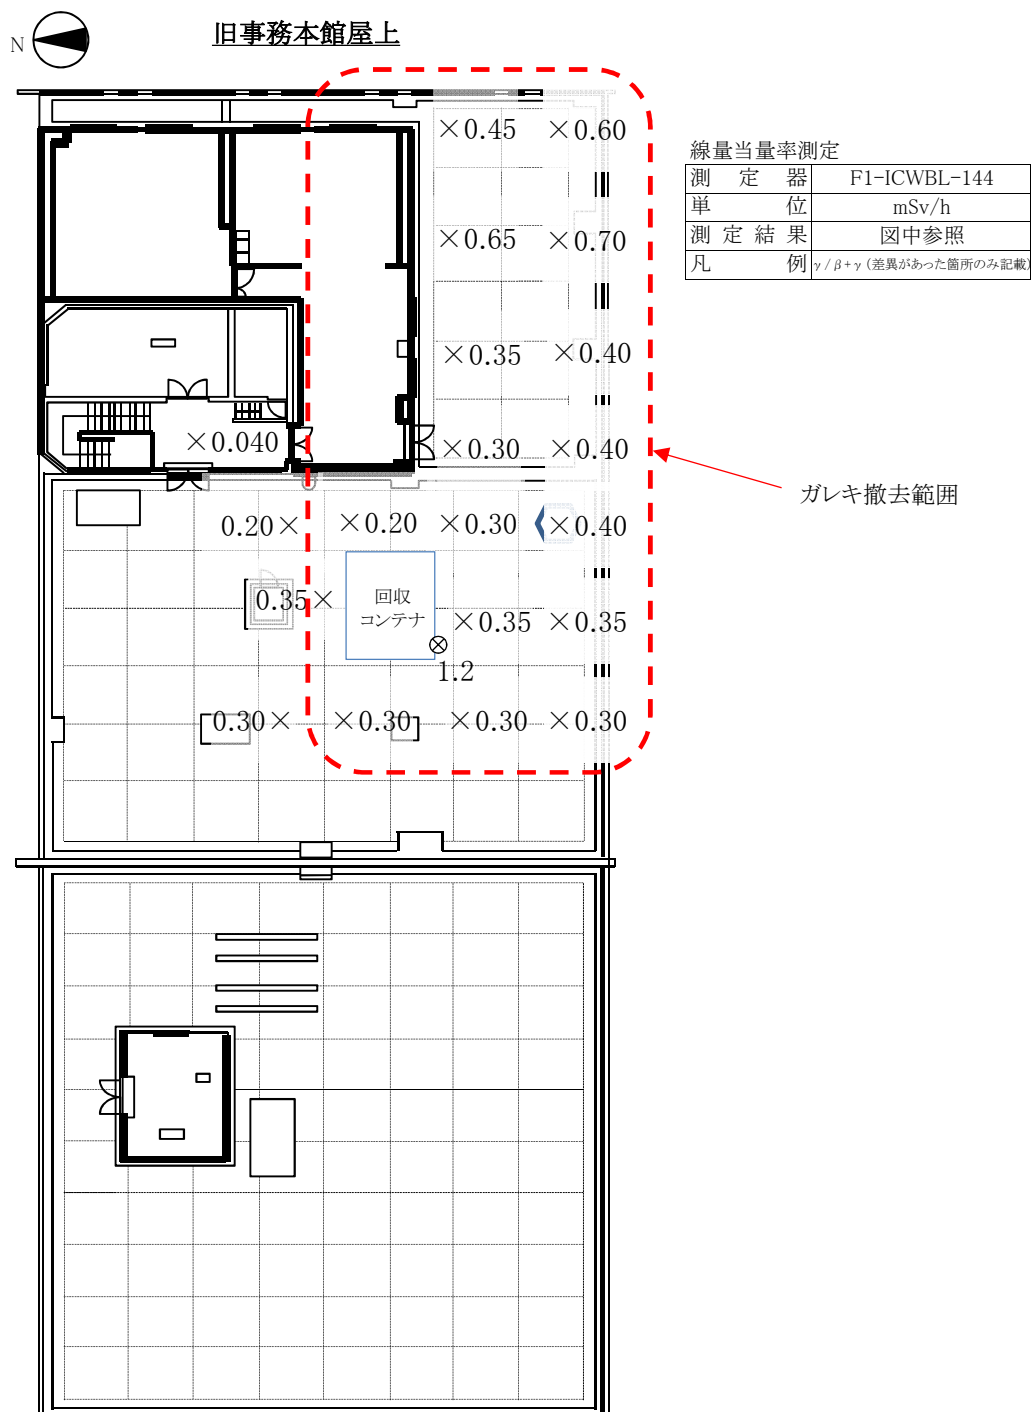 旧事務本館屋上
N
×0.45 ×0.60
線量当量率測定
測定器 F1-ICWBL-144
単位 mSv/h
測定結果 図中参照
凡例 γ/β+γ(差異があった箇所のみ記載)
×0.65 ×0.70
×0.35 ×0.40
×0.040 ×0.30 ×0.40
ガレキ撤去範囲
0.20× ×0.20 ×0.30 ×0.40
0.35× 回収
コンテナ ×0.35 ×0.35
1.2
0.30× ×0.30 ×0.30 ×0.30